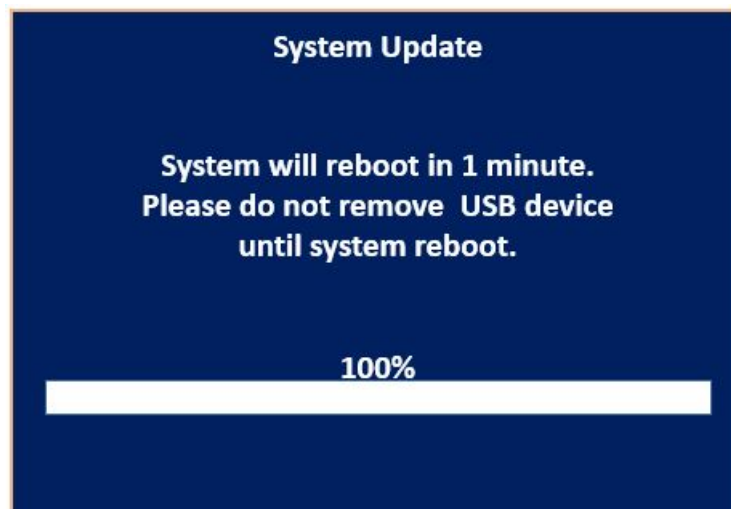 System Update
System will reboot in 1 minute.
Please do not remove  USB device
until system reboot.
100%